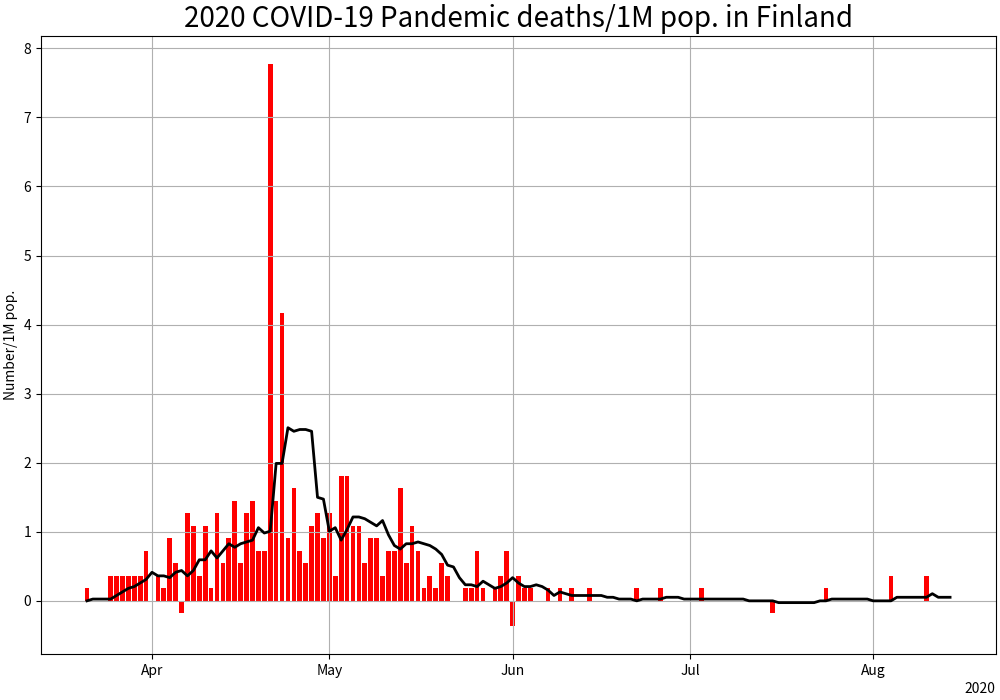 2020 COVID-19 Pandemic deaths/1M pop. in Finland
Number/1M pop.
8
7
6
5
4
3
2
1
0
Apr
May
Jun
Jul
Aug
2020